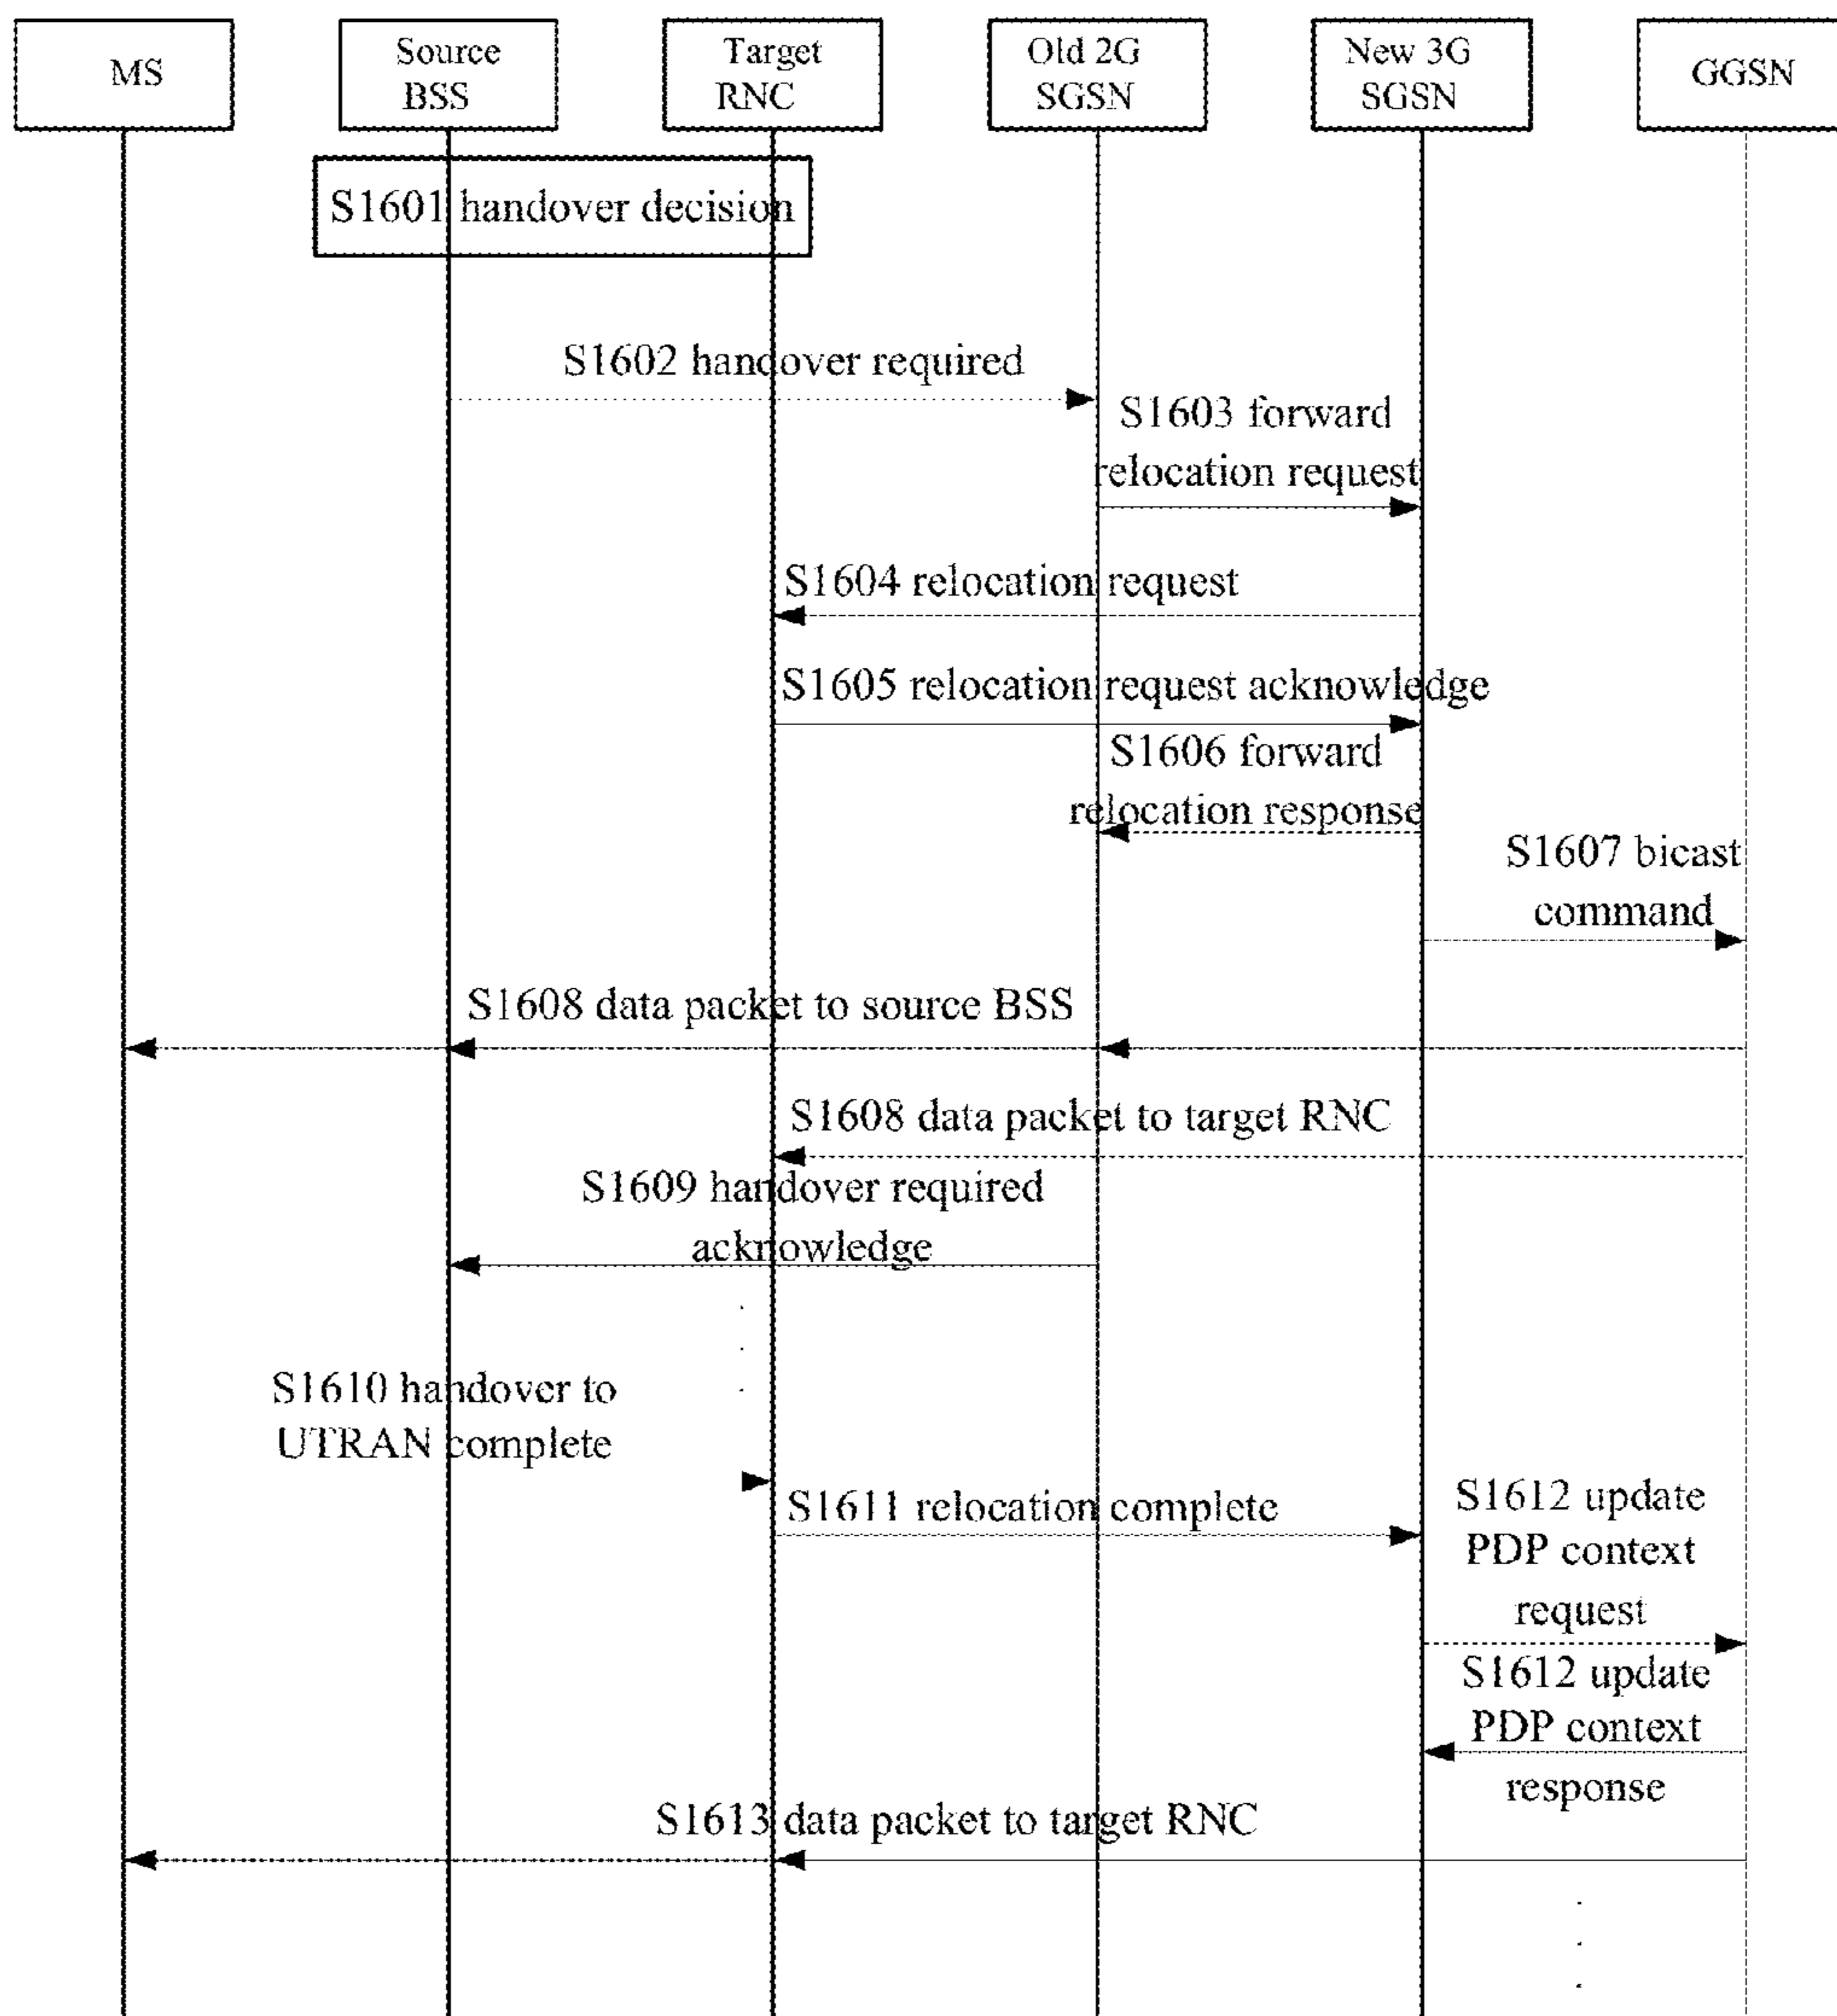 MS
Source
BSS
Target
RNC
Old 2G
SGSN
New 3G
SGSN
GGSN
S1601 handover decision
S1602 handover required
S1603 forward
relocation request
S1604 relocation request
S1605 relocation request acknowledge
S1606 forward
relocation response
S1607 bicast
command
S1608 data packet to source BSS
S1608 data packet to target RNC
S1609 handover required
acknowledge
S1610 handover to
UTRAN complete
S1611 relocation complete
S1612 update
PDP context
request
S1612 update
PDP context
response
S1613 data packet to target RNC